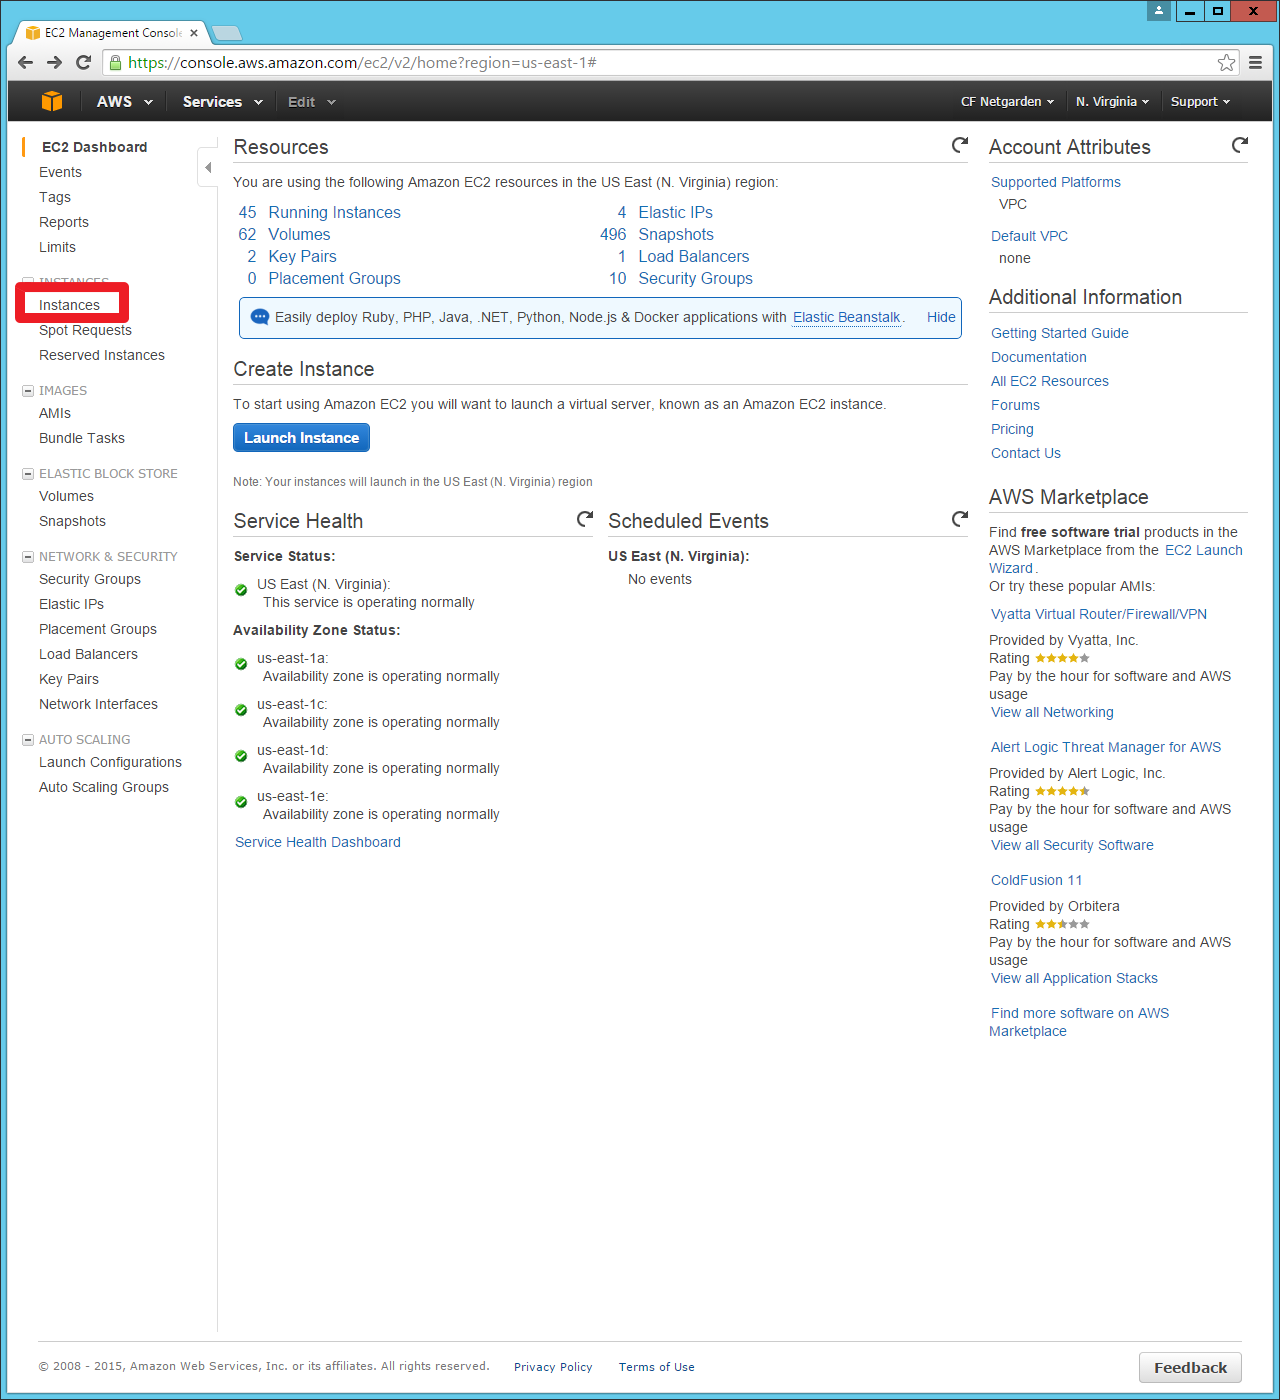 EC2 Management Console
https://console.aws.amazon.com/ec2/v2/home?region=us-east-1#
AWS Services Edit CF Netgarden N. Virginia Support
EC2 Dashboard
Events
Tags
Reports
Limits
INSTANCES
Instances
Spot Requests
Reserved Instances
IMAGES
AMIs
Bundle Tasks
ELASTIC BLOCK STORE
Volumes
Snapshots
NETWORK & SECURITY
Security Groups
Elastic IPs
Placement Groups
Load Balancers
Key Pairs
Network Interfaces
AUTO SCALING
Launch Configurations
Auto Scaling Groups
Resources
You are using the following Amazon EC2 resources in the US East (N. Virginia) region:
45 Running Instances 4 Elastic IPs
62 Volumes 496 Snapshots
2 Key Pairs 1 Load Balancers
0 Placement Groups 10 Security Groups
Easily deploy Ruby, PHP, Java, .NET, Python, Node.js & Docker applications with Elastic Beanstalk. Hide
Create Instance
To start using Amazon EC2 you will want to launch a virtual server, known as an Amazon EC2 instance.
Launch Instance
Note: Your instances will launch in the US East (N. Virginia) region
Service Health
Service Status:
US East (N. Virginia):
This service is operating normally
Availability Zone Status:
us-east-1a:
Availability zone is operating normally
us-east-1c:
Availability zone is operating normally
us-east-1d:
Availability zone is operating normally
us-east-1e:
Availability zone is operating normally
Service Health Dashboard
Scheduled Events
US East (N. Virginia):
No events
Account Attributes
Supported Platforms
VPC
Default VPC
none
Additional Information
Getting Started Guide
Documentation
All EC2 Resources
Forums
Pricing
Contact Us
AWS Marketplace
Find free software trial products in the
AWS Marketplace from the EC2 Launch
Wizard.
Or try these popular AMIs:
Vyatta Virtual Router/Firewall/VPN
Provided by Vyatta, Inc.
Rating
Pay by the hour for software and AWS
usage
View all Networking
Alert Logic Threat Manager for AWS
Provided by Alert Logic, Inc.
Rating
Pay by the hour for software and AWS
usage
View all Security Software
ColdFusion 11
Provided by Orbitera
Rating
Pay by the hour for software and AWS
usage
View all Application Stacks
Find more software on AWS
Marketplace
© 2008 - 2015, Amazon Web Services, Inc. or its affiliates. All rights reserved. Privacy Policy Terms of Use
Feedback